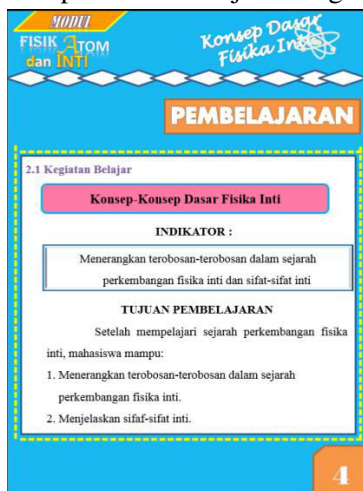 MODUL
FISIK ATOM
dan INTI
Konsep Dasar
Fisika Inti
PEMBELAJARAN
2.1 Kegiatan Belajar
Konsep-Konsep Dasar Fisika Inti
INDIKATOR :
Menerangkan terobosan-terobosan dalam sejarah
perkembangan fisika inti dan sifat-sifat inti
TUJUAN PEMBELAJARAN
Setelah mempelajari sejarah perkembangan fisika
inti, mahasiswa mampu:
1. Menerangkan terobosan-terobosan dalam sejarah
perkembangan fisika inti.
2. Menjelaskan sifaf-sifat inti.
4